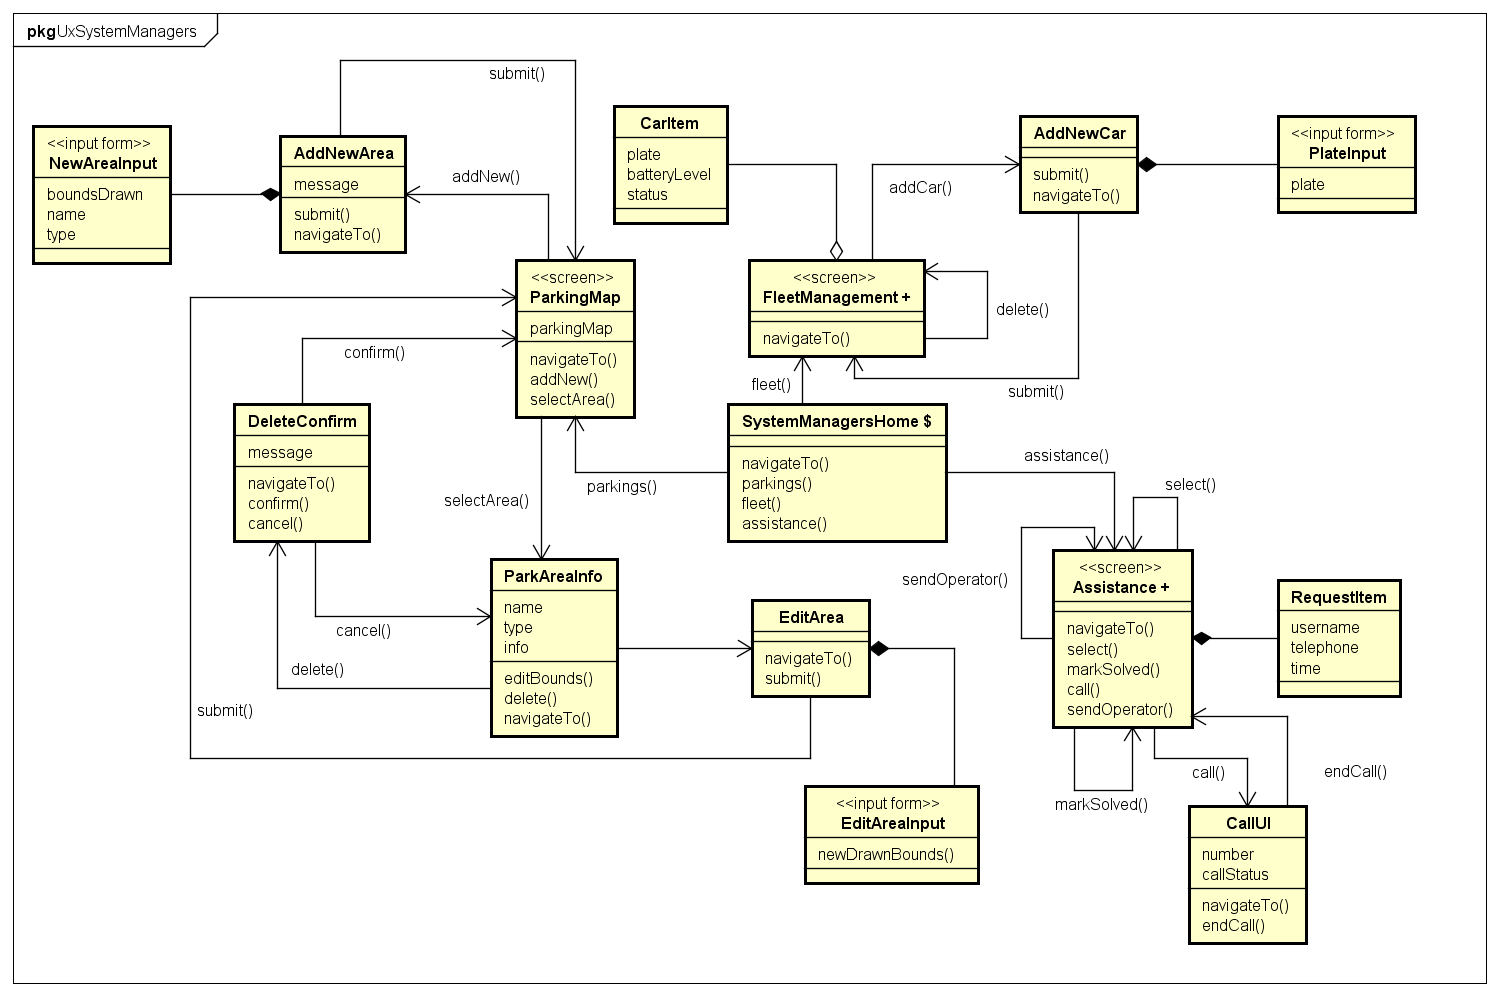 pkg UxSystemManagers
submit()
<<input form>>
NewAreaInput
boundsDrawn
name
type
AddNewArea
message
submit()
navigateTo()
addNew()
CarItem
plate
batteryLevel
status
addCar()
AddNewCar
submit()
navigateTo()
<<input form>>
PlateInput
plate
<<screen>>
ParkingMap
parkingMap
navigateTo()
addNew()
selectArea()
<<screen>>
FleetManagement +
navigateTo()
delete()
confirm()
fleet()
submit()
DeleteConfirm
message
navigateTo()
confirm()
cancel()
SystemManagersHome $
navigateTo()
parkings()
fleet()
assistance()
parkings()
assistance()
select()
selectArea()
sendOperator()
ParkAreaInfo
name
type
info
editBounds()
delete()
navigateTo()
cancel()
delete()
submit()
EditArea
navigateTo()
submit()
<<screen>>
Assistance +
navigateTo()
select()
markSolved()
call()
sendOperator()
RequestItem
username
telephone
time
markSolved()
call()
endCall()
<<input form>>
EditAreaInput
newDrawnBounds()
CallUI
number
callStatus
navigateTo()
endCall()